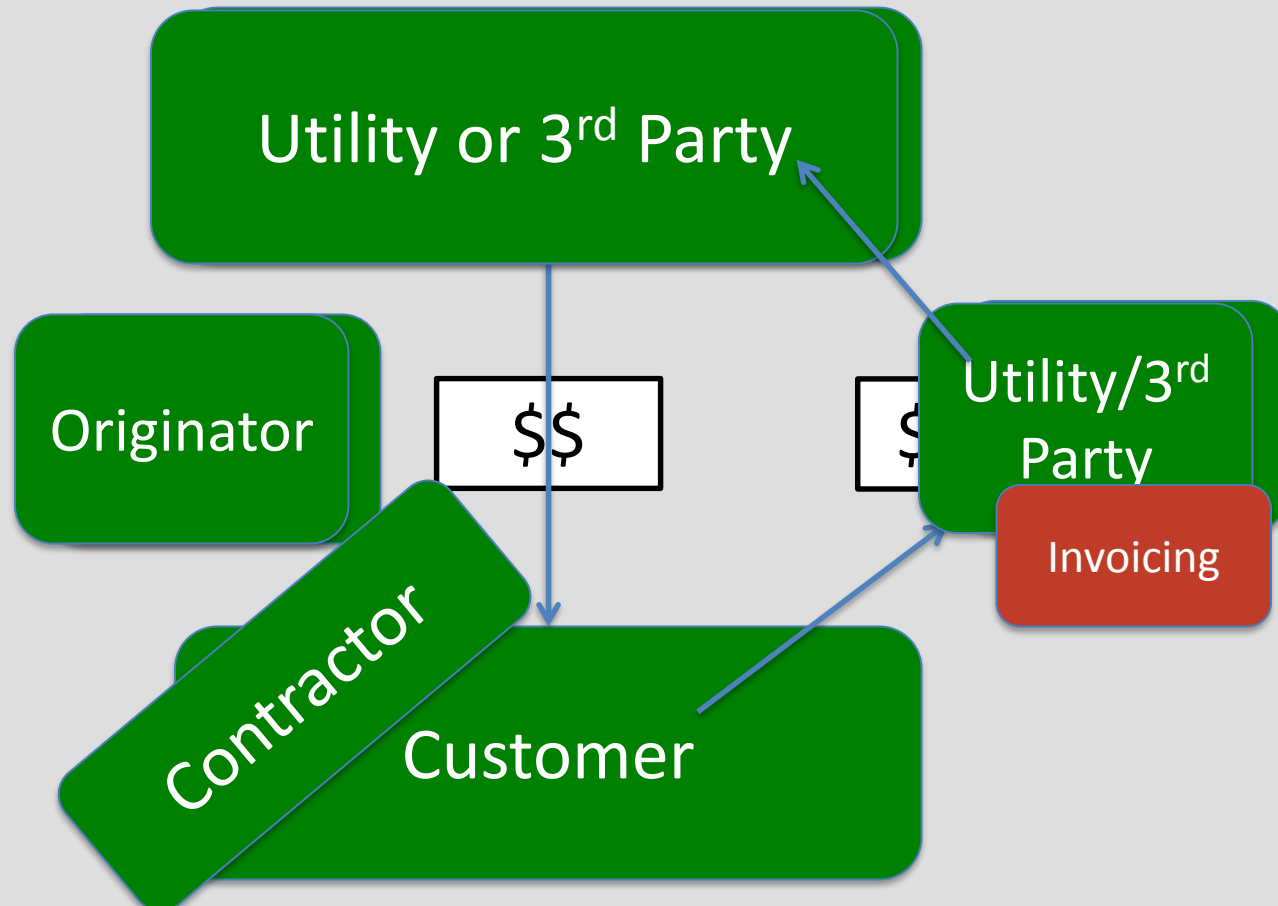 Utility or 3rd Party
Originator
$$
$
Utility/3rd
Party
Invoicing
Contractor
Customer